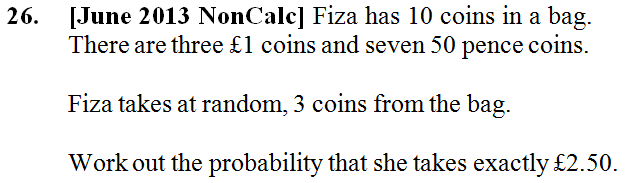 26. [June 2013 NonCalc] Fiza has 10 coins in a bag.
There are three £1 coins and seven 50 pence coins.
Fiza takes at random, 3 coins from the bag.
Work out the probability that she takes exactly £2.50.